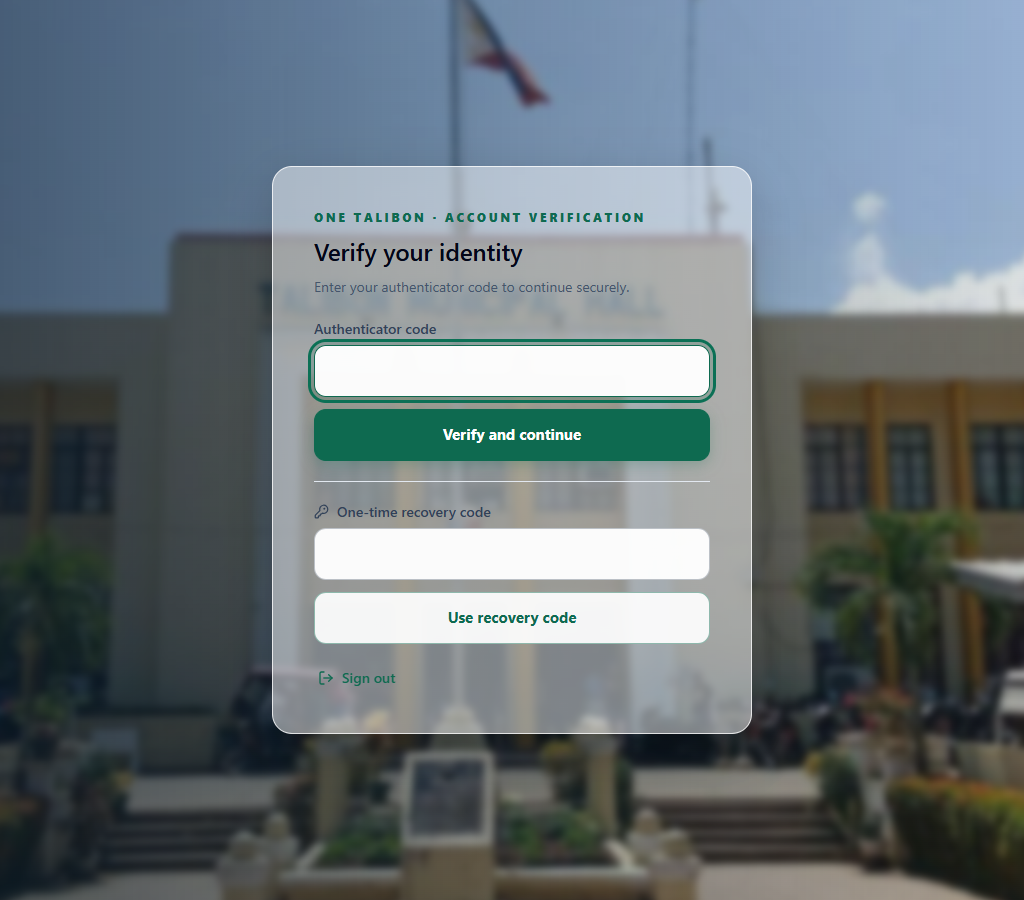 ONE TALIBON · ACCOUNT VERIFICATION
Verify your identity
Enter your authenticator code to continue securely.
Authenticator code
Verify and continue
One-time recovery code
Use recovery code
Sign out